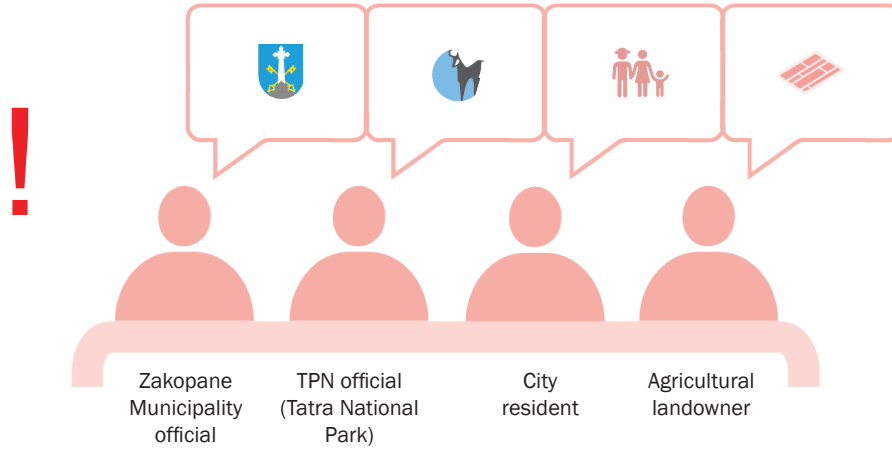 !
Zakopane
Municipality
official
TPN official
(Tatra National
Park)
City
resident
Agricultural
landowner